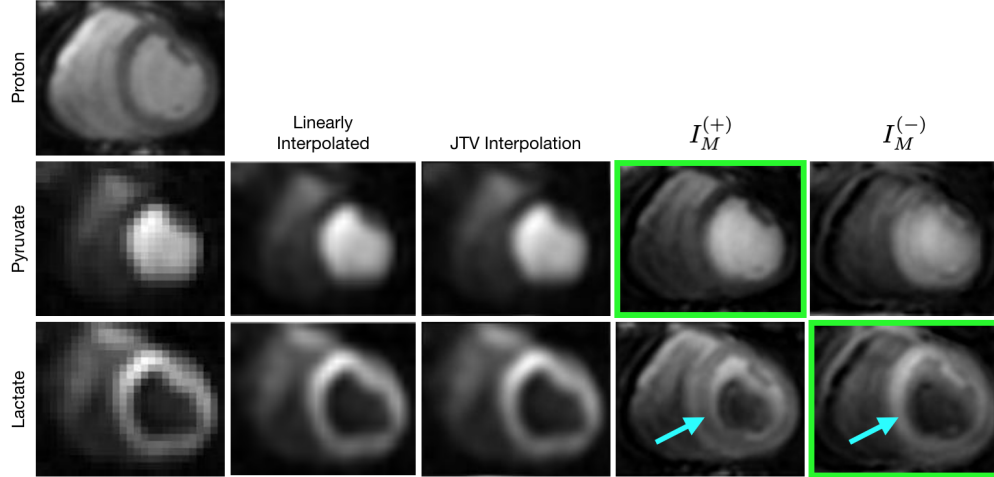 Proton
Linearly
Interpolated
JTV Interpolation
I_M^{(+)}
I_M^{(-)}
Pyruvate
Lactate